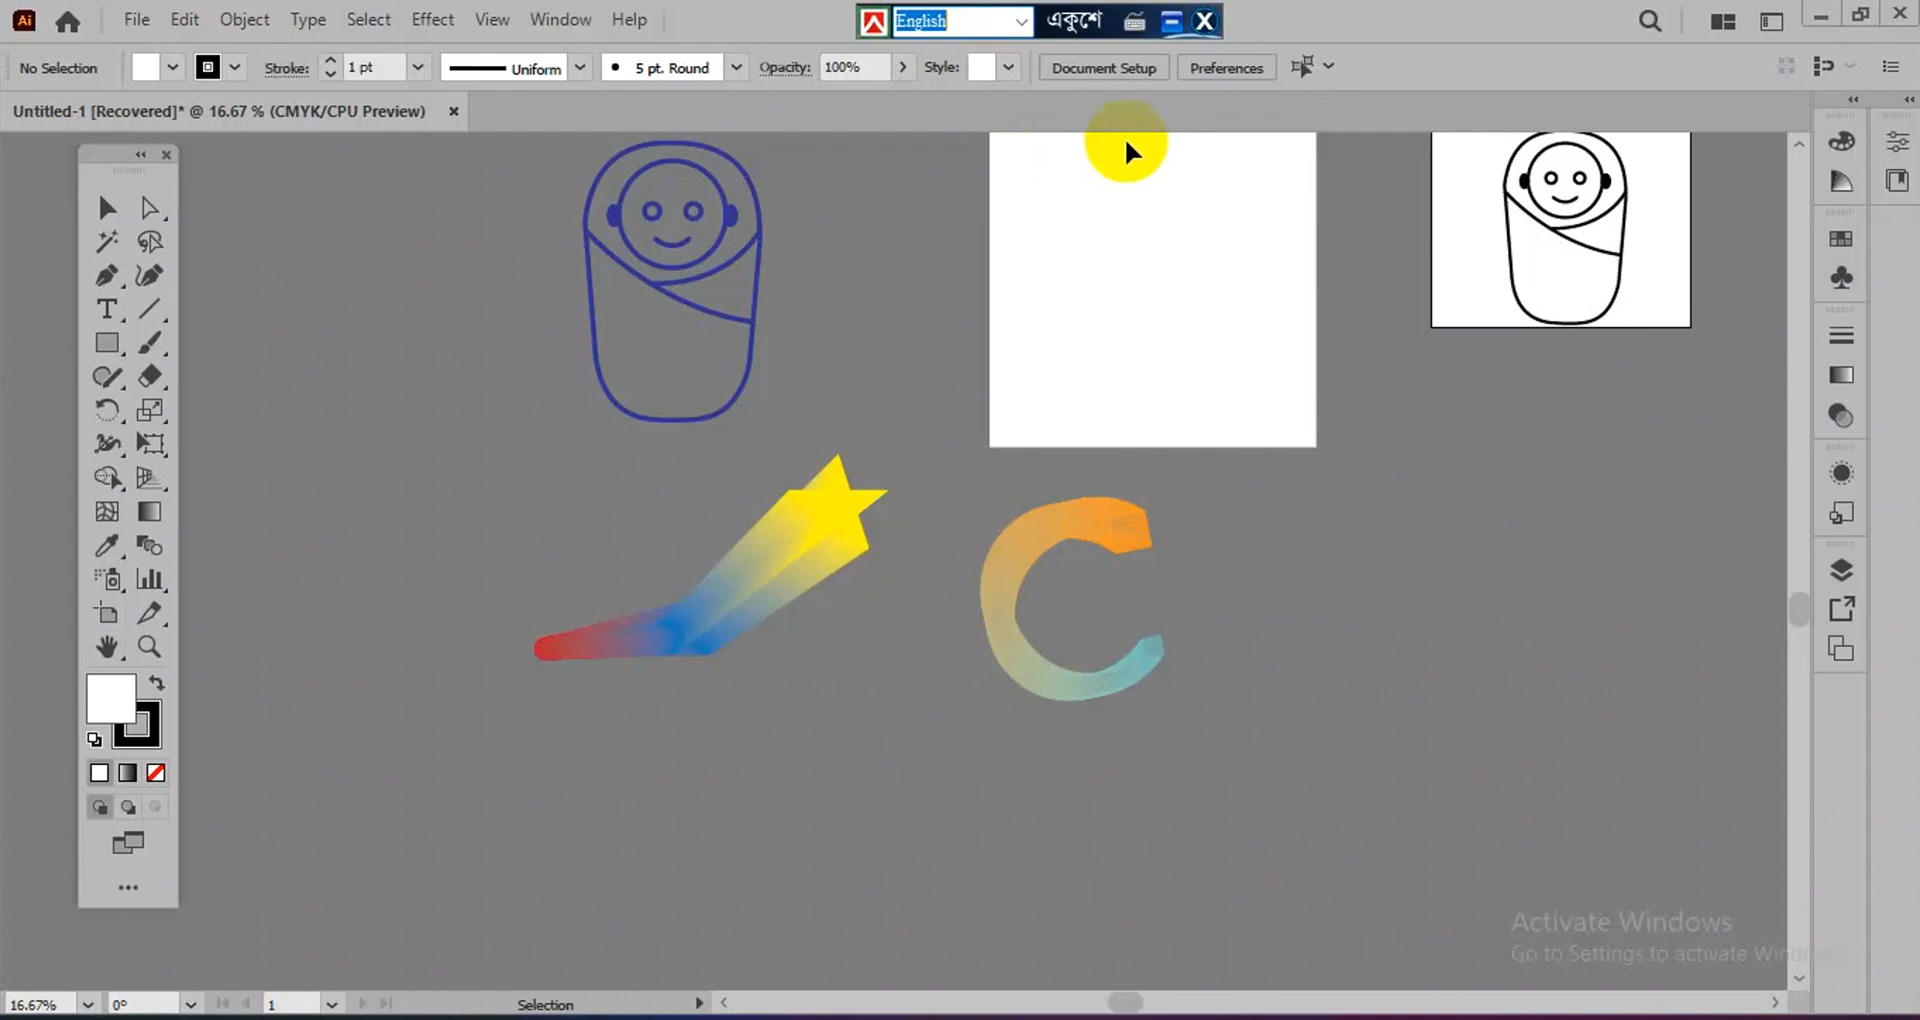 Ai File Edit Object Type Select Effect View Window Help English একুশে X
No Selection Stroke: 1 pt Uniform 5 pt. Round Opacity: 100% Style: Document Setup Preferences
Untitled-1 [Recovered]* @ 16.67 % (CMYK/CPU Preview)
Activate Windows
Go to Settings to activate Windows
16.67% 0° 1 Selection